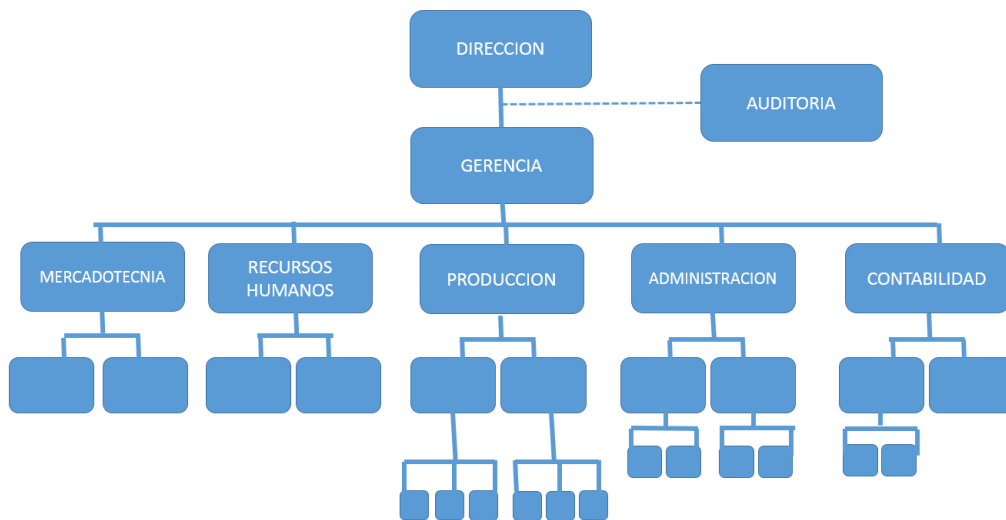 DIRECCION
AUDITORIA
GERENCIA
MERCADOTECNIA
RECURSOS
HUMANOS
PRODUCCION
ADMINISTRACION
CONTABILIDAD